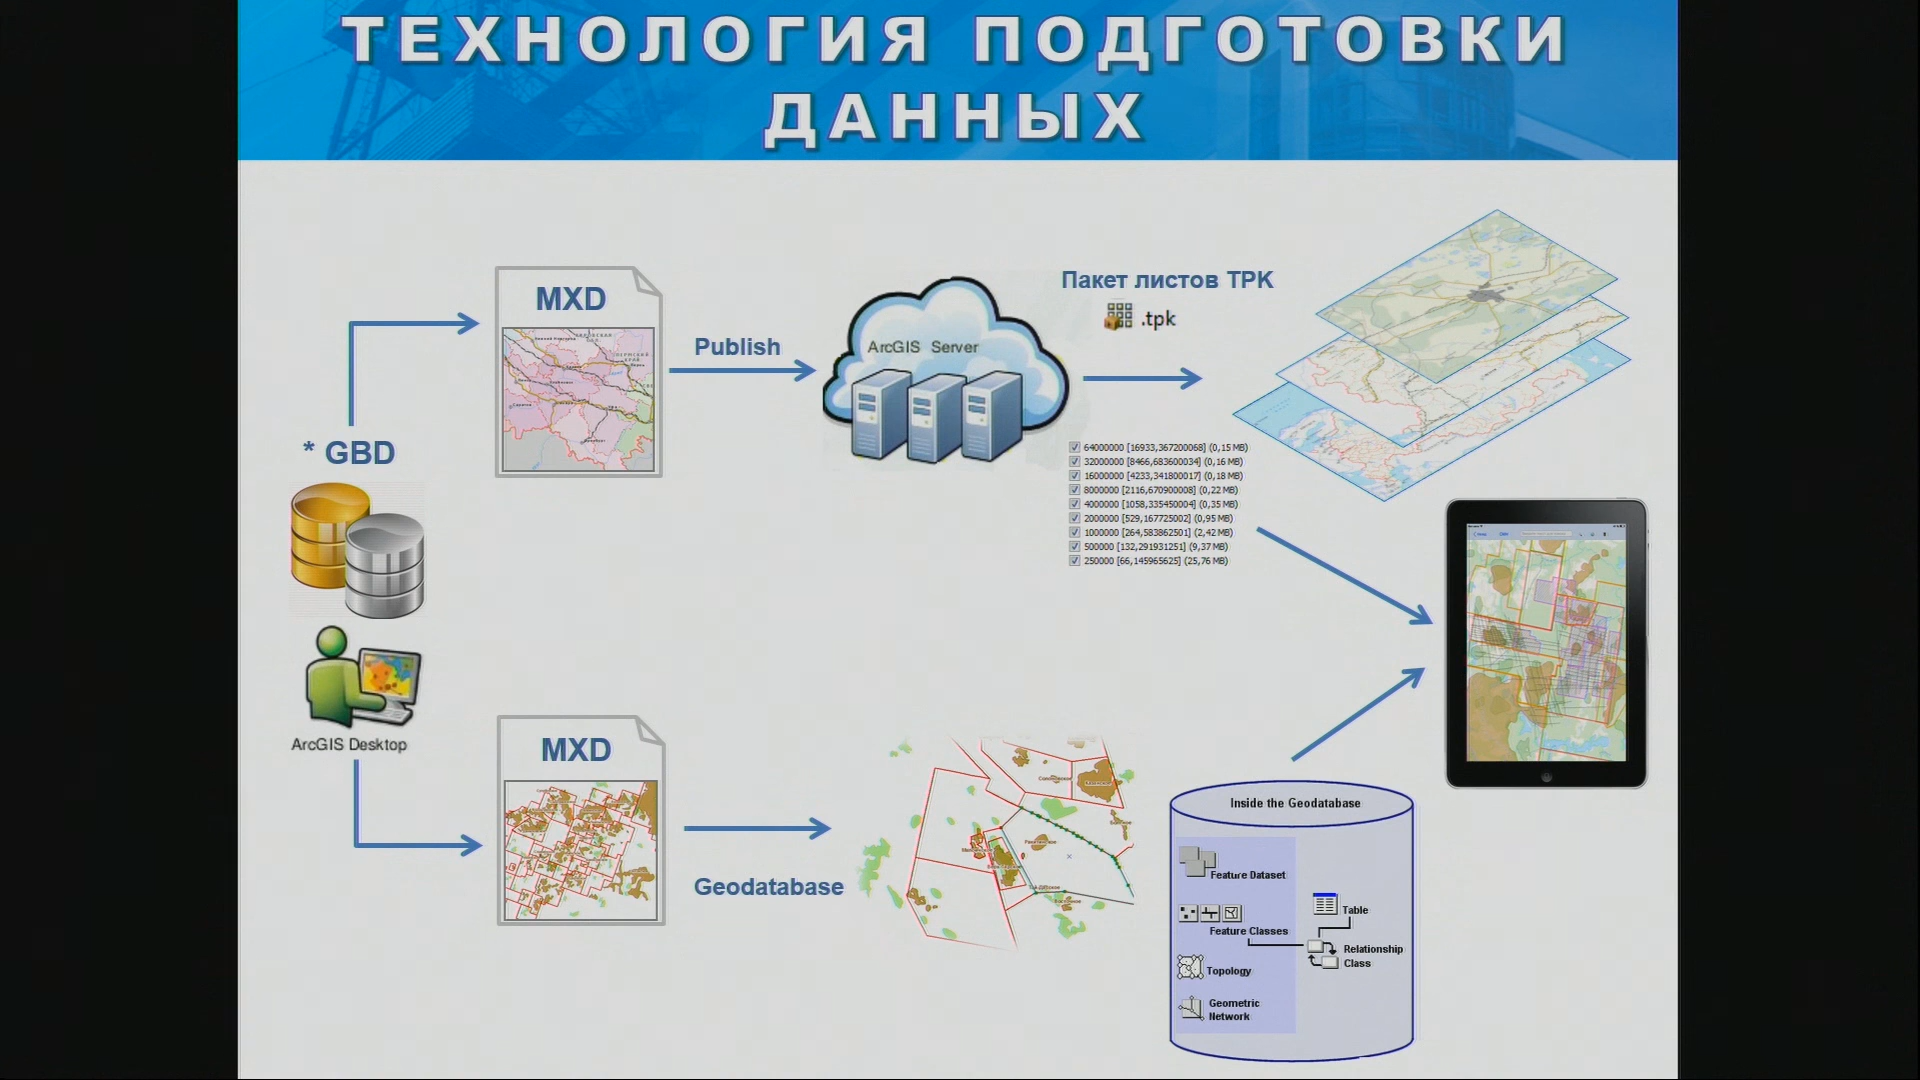 ТЕХНОЛОГИЯ ПОДГОТОВКИ
ДАННЫХ
Пакет листов TPK
.tpk
MXD
Publish
ArcGIS Server
* GBD
64000000 [16933,367200068] (0,15 MB)
32000000 [8466,683600034] (0,16 MB)
16000000 [4233,341800017] (0,18 MB)
8000000 [2116,670900008] (0,22 MB)
4000000 [1058,335450004] (0,35 MB)
2000000 [529,167725002] (0,95 MB)
1000000 [264,583862501] (2,42 MB)
500000 [132,291931251] (9,37 MB)
250000 [66,145965625] (25,76 MB)
ArcGIS Desktop
MXD
Geodatabase
Inside the Geodatabase
Feature Dataset
Table
Feature Classes
Relationship
Class
Topology
Geometric
Network